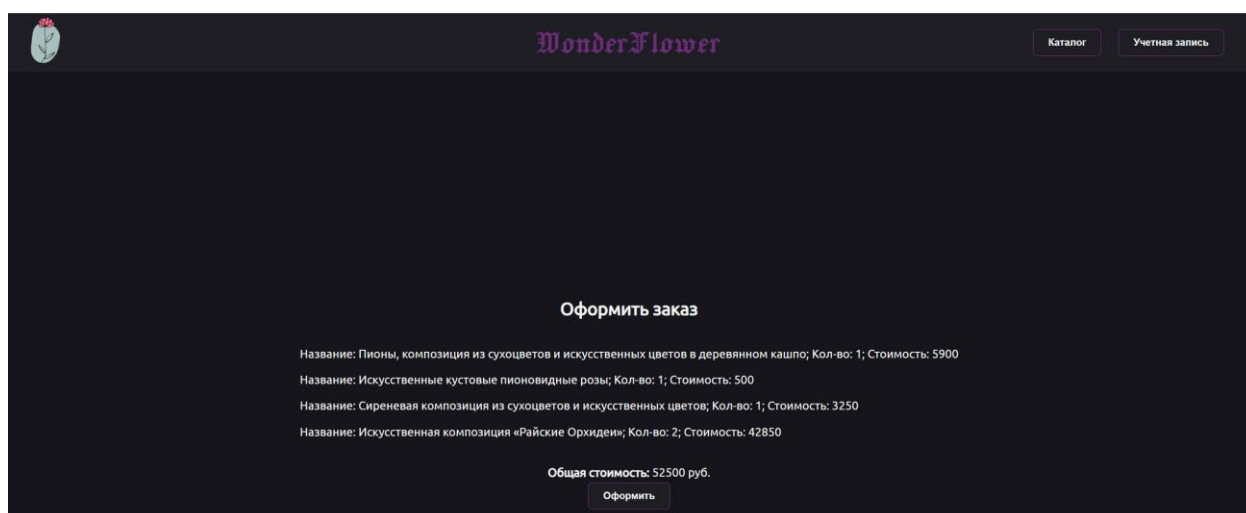 WonderFlower
Каталог
Учетная запись
Оформить заказ
Название: Пионы, композиция из сухоцветов и искусственных цветов в деревянном кашпо; Кол-во: 1; Стоимость: 5900
Название: Искусственные кустовые пионовидные розы; Кол-во: 1; Стоимость: 500
Название: Сиреневая композиция из сухоцветов и искусственных цветов; Кол-во: 1; Стоимость: 3250
Название: Искусственная композиция «Райские Орхидеи»; Кол-во: 2; Стоимость: 42850
Общая стоимость: 52500 руб.
Оформить